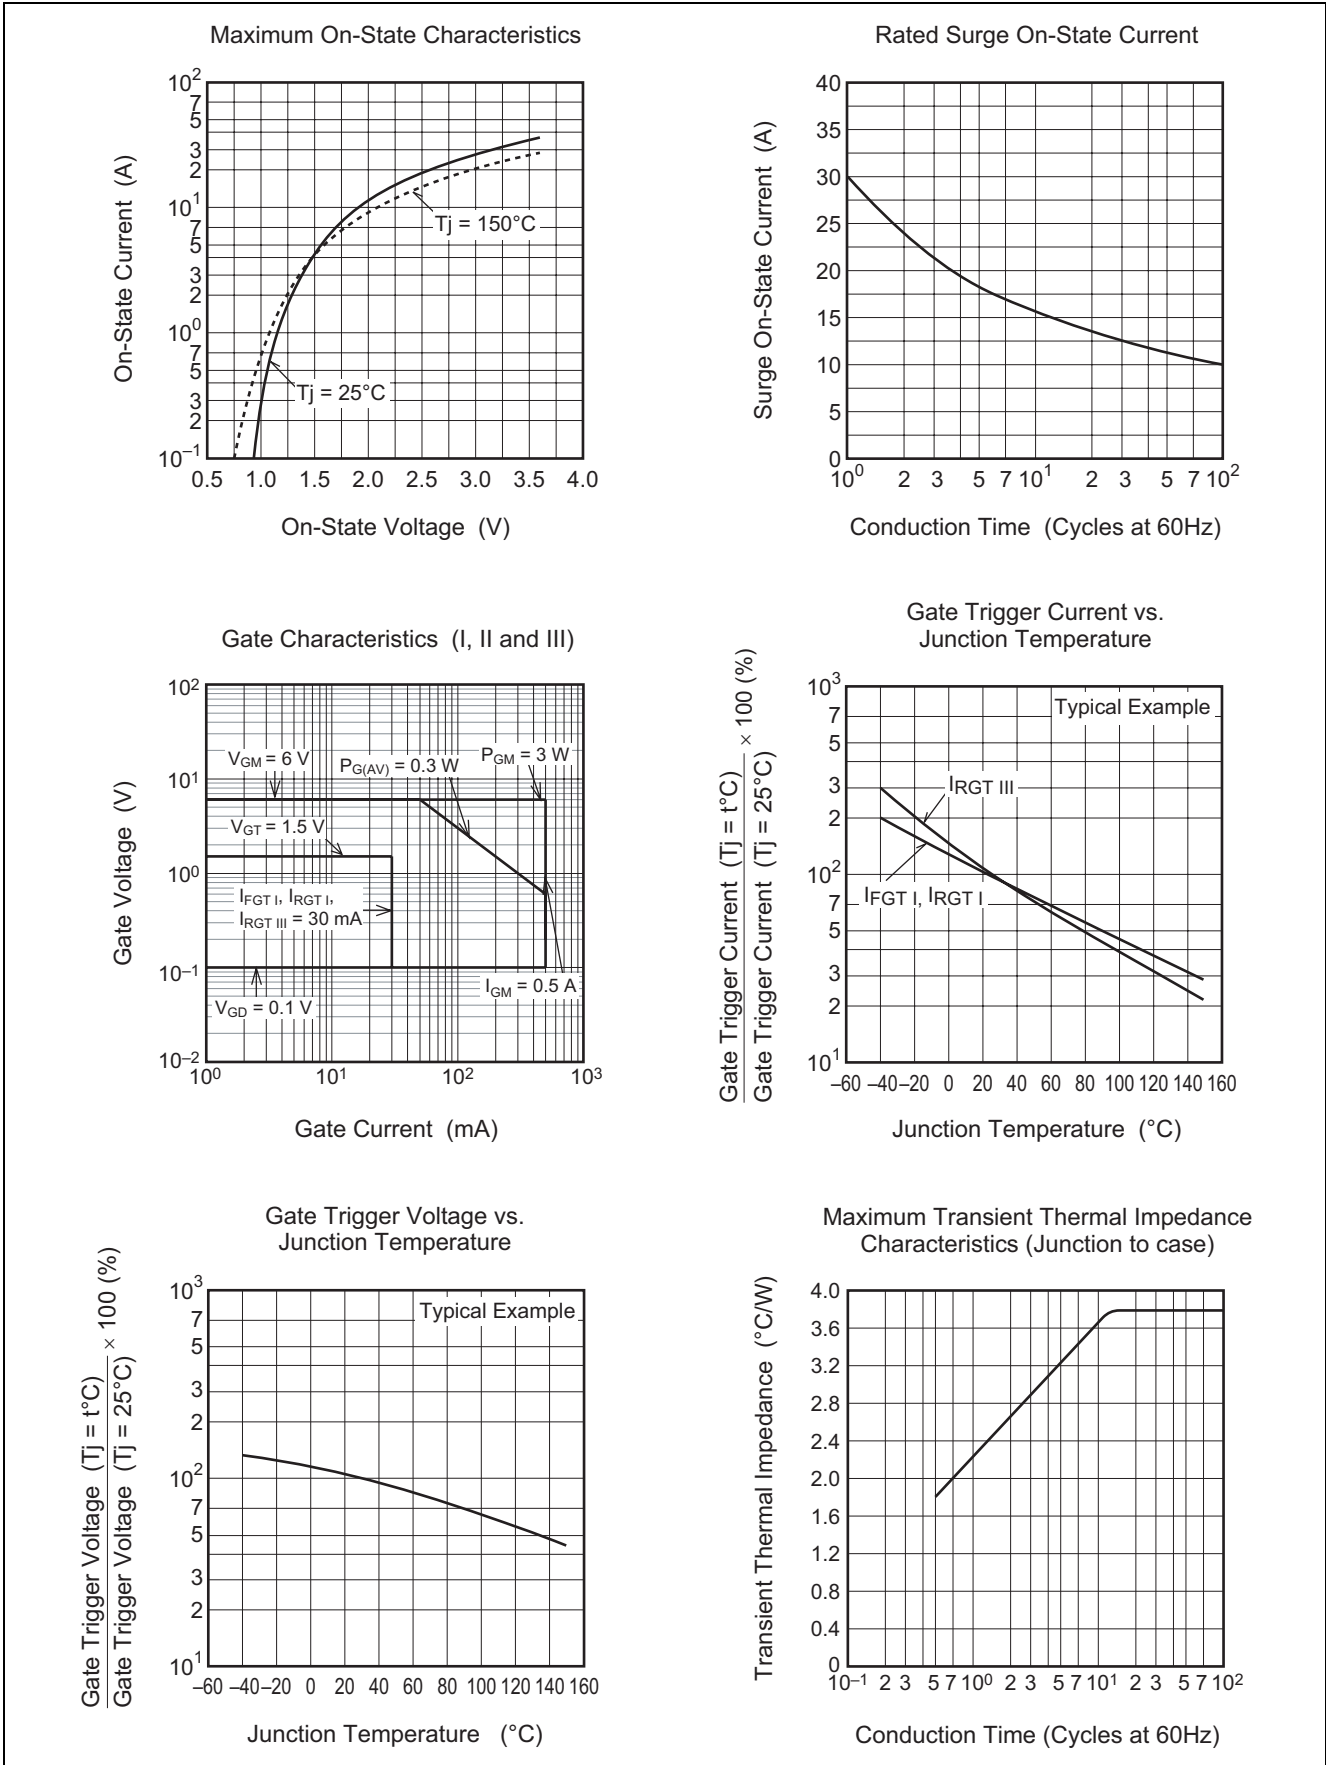 Maximum On-State Characteristics
On-State Current (A)
10²
7
5
3
2
10¹
7
5
3
2
10⁰
7
5
3
2
10⁻¹
Tj = 150°C
Tj = 25°C
0.5 1.0 1.5 2.0 2.5 3.0 3.5 4.0
On-State Voltage (V)
Rated Surge On-State Current
Surge On-State Current (A)
40
35
30
25
20
15
10
5
0
10⁰ 2 3 5 7 10¹ 2 3 5 7 10²
Conduction Time (Cycles at 60Hz)
Gate Characteristics (I, II and III)
Gate Voltage (V)
10²
10¹
10⁰
10⁻¹
10⁻²
VGM = 6 V
PG(AV) = 0.3 W
PGM = 3 W
VGT = 1.5 V
IFGT I, IRGT I,
IRGT III = 30 mA
IGM = 0.5 A
VGD = 0.1 V
10⁰ 10¹ 10² 10³
Gate Current (mA)
Gate Trigger Current vs.
Junction Temperature
Gate Trigger Current (Tj = t°C)
Gate Trigger Current (Tj = 25°C)
× 100 (%)
10³
7
5
3
2
10²
7
5
3
2
10¹
Typical Example
IRGT III
IFGT I, IRGT I
–60 –40 –20 0 20 40 60 80 100 120 140 160
Junction Temperature (°C)
Gate Trigger Voltage vs.
Junction Temperature
Gate Trigger Voltage (Tj = t°C)
Gate Trigger Voltage (Tj = 25°C)
× 100 (%)
10³
7
5
3
2
10²
7
5
3
2
10¹
Typical Example
–60 –40 –20 0 20 40 60 80 100 120 140 160
Junction Temperature (°C)
Maximum Transient Thermal Impedance
Characteristics (Junction to case)
Transient Thermal Impedance (°C/W)
4.0
3.6
3.2
2.8
2.4
2.0
1.6
1.2
0.8
0.4
0
10⁻¹ 2 3 5 7 10⁰ 2 3 5 7 10¹ 2 3 5 7 10²
Conduction Time (Cycles at 60Hz)